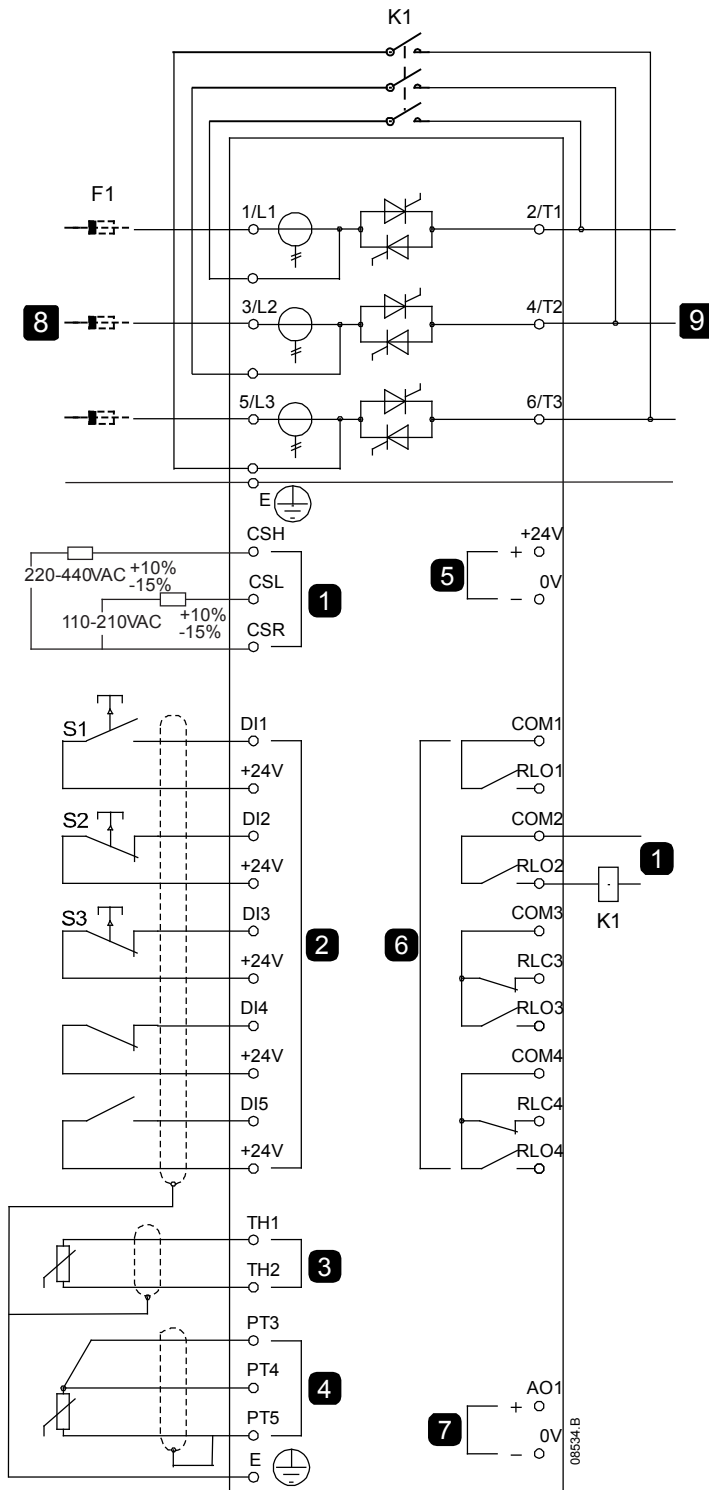 K1
F1
1/L1
2/T1
8
3/L2
4/T2
9
5/L3
6/T3
E
CSH
+24V
+
220-440VAC +10%
-15%
CSL
1
5
0V
-
110-210VAC +10%
-15%
CSR
S1
DI1
COM1
+24V
RLO1
S2
DI2
COM2
1
+24V
RLO2
K1
S3
DI3
COM3
2
6
+24V
RLC3
DI4
RLO3
+24V
COM4
DI5
RLC4
+24V
RLO4
TH1
3
TH2
PT3
PT4
4
AO1
+
PT5
7
0V
-
E
08534.B